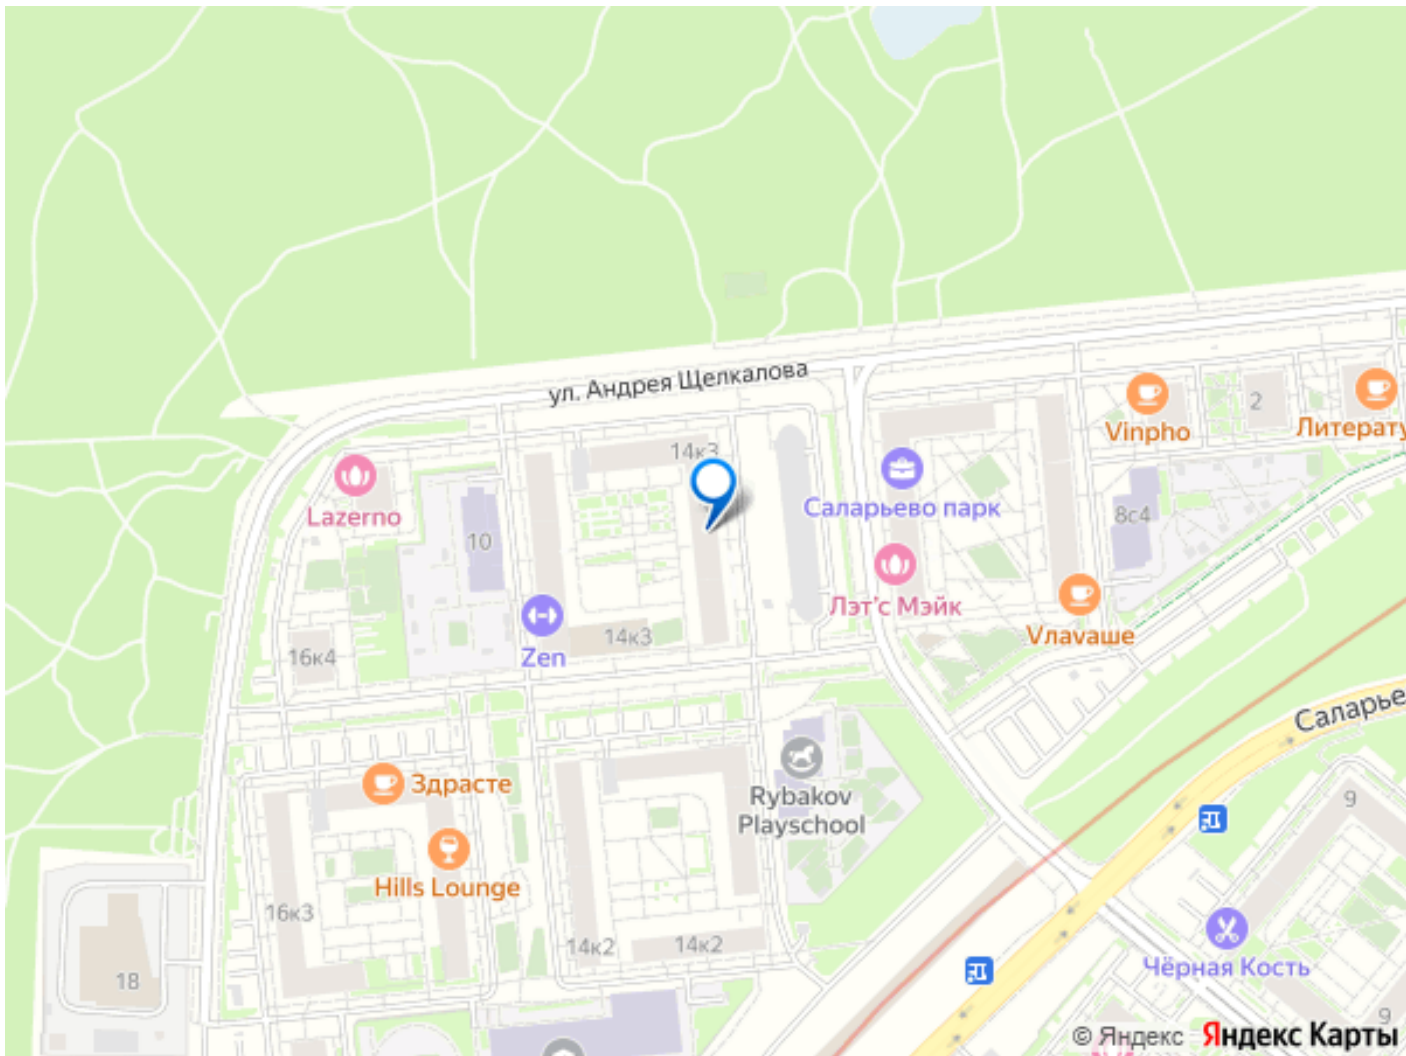 ул. Андрея Щелкалова
2
Vinpho
Литерату
14к3
Lazerno
Саларьево парк
8с4
10
Лэт'с Мэйк
Vлаваше
14к3
Zen
16к4
Саларье
Здрасте
Rybakov
Playschool
9
Hills Lounge
16к3
14к2
14к2
18
Чёрная Кость
9
© Яндекс Яндекс Карты